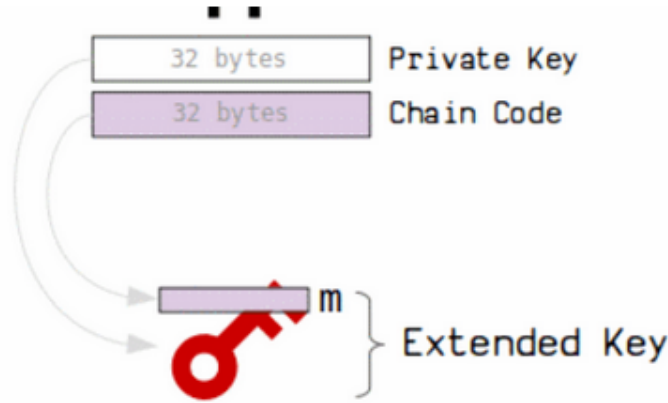 32 bytes Private Key
32 bytes Chain Code
m
Extended Key